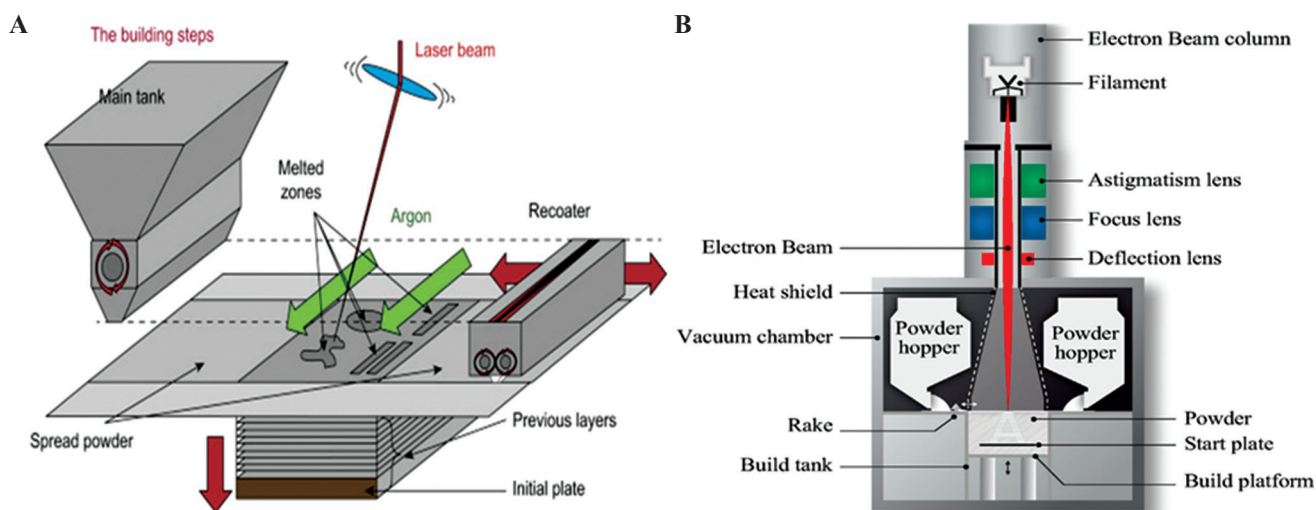 A
The building steps
Laser beam
Main tank
Melted
zones
Argon
Recoater
Spread powder
Previous layers
Initial plate
B
Electron Beam column
Filament
Astigmatism lens
Focus lens
Electron Beam
Deflection lens
Heat shield
Vacuum chamber
Powder
hopper
Powder
hopper
Rake
Powder
Start plate
Build tank
Build platform